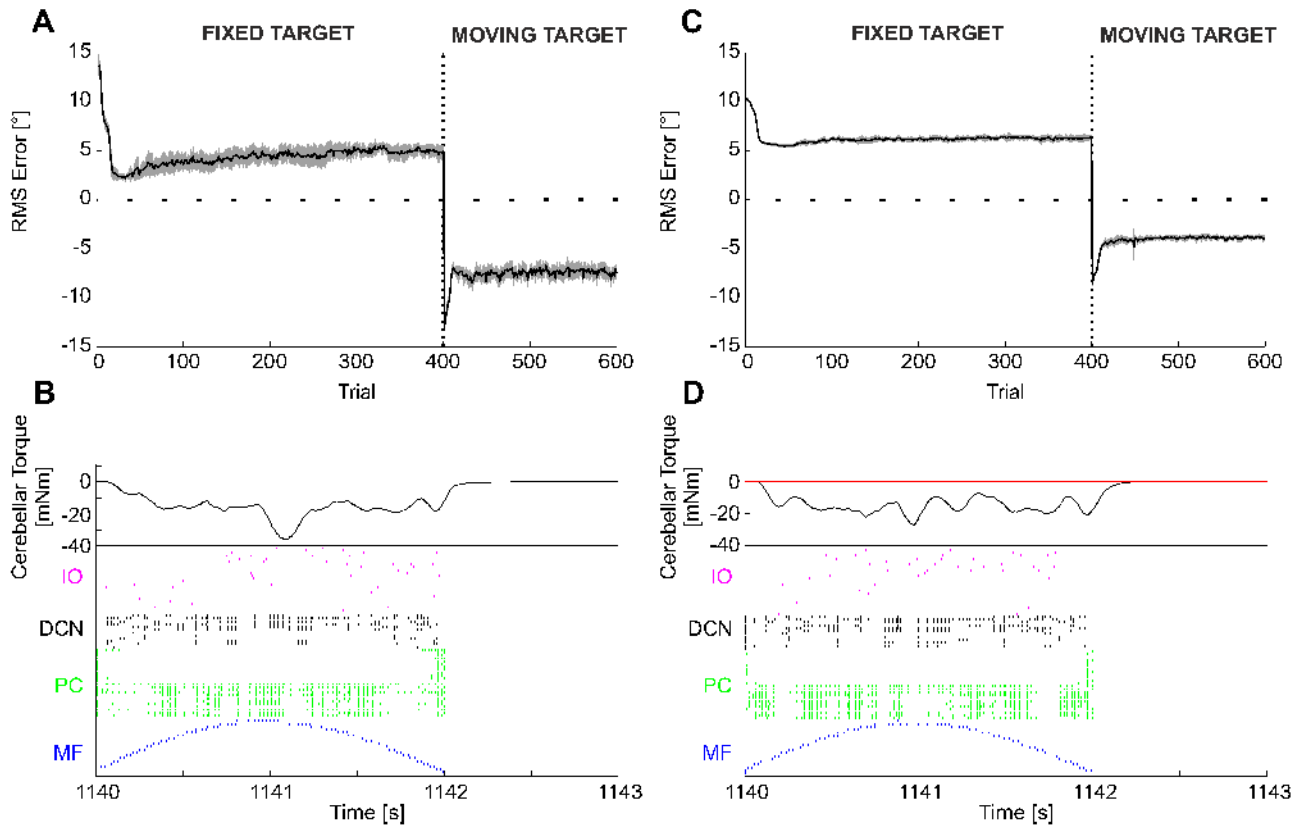 A
FIXED TARGET
MOVING TARGET
15
10
5
0
-5
-10
-15
RMS Error [°]
0
100
200
300
400
500
600
Trial
C
FIXED TARGET
MOVING TARGET
15
10
5
0
-5
-10
-15
RMS Error [°]
0
100
200
300
400
500
600
Trial
B
Cerebellar Torque
[mNm]
0
-20
-40
IO
DCN
PC
MF
1140
1141
1142
1143
Time [s]
D
Cerebellar Torque
[mNm]
0
-20
-40
IO
DCN
PC
MF
1140
1141
1142
1143
Time [s]